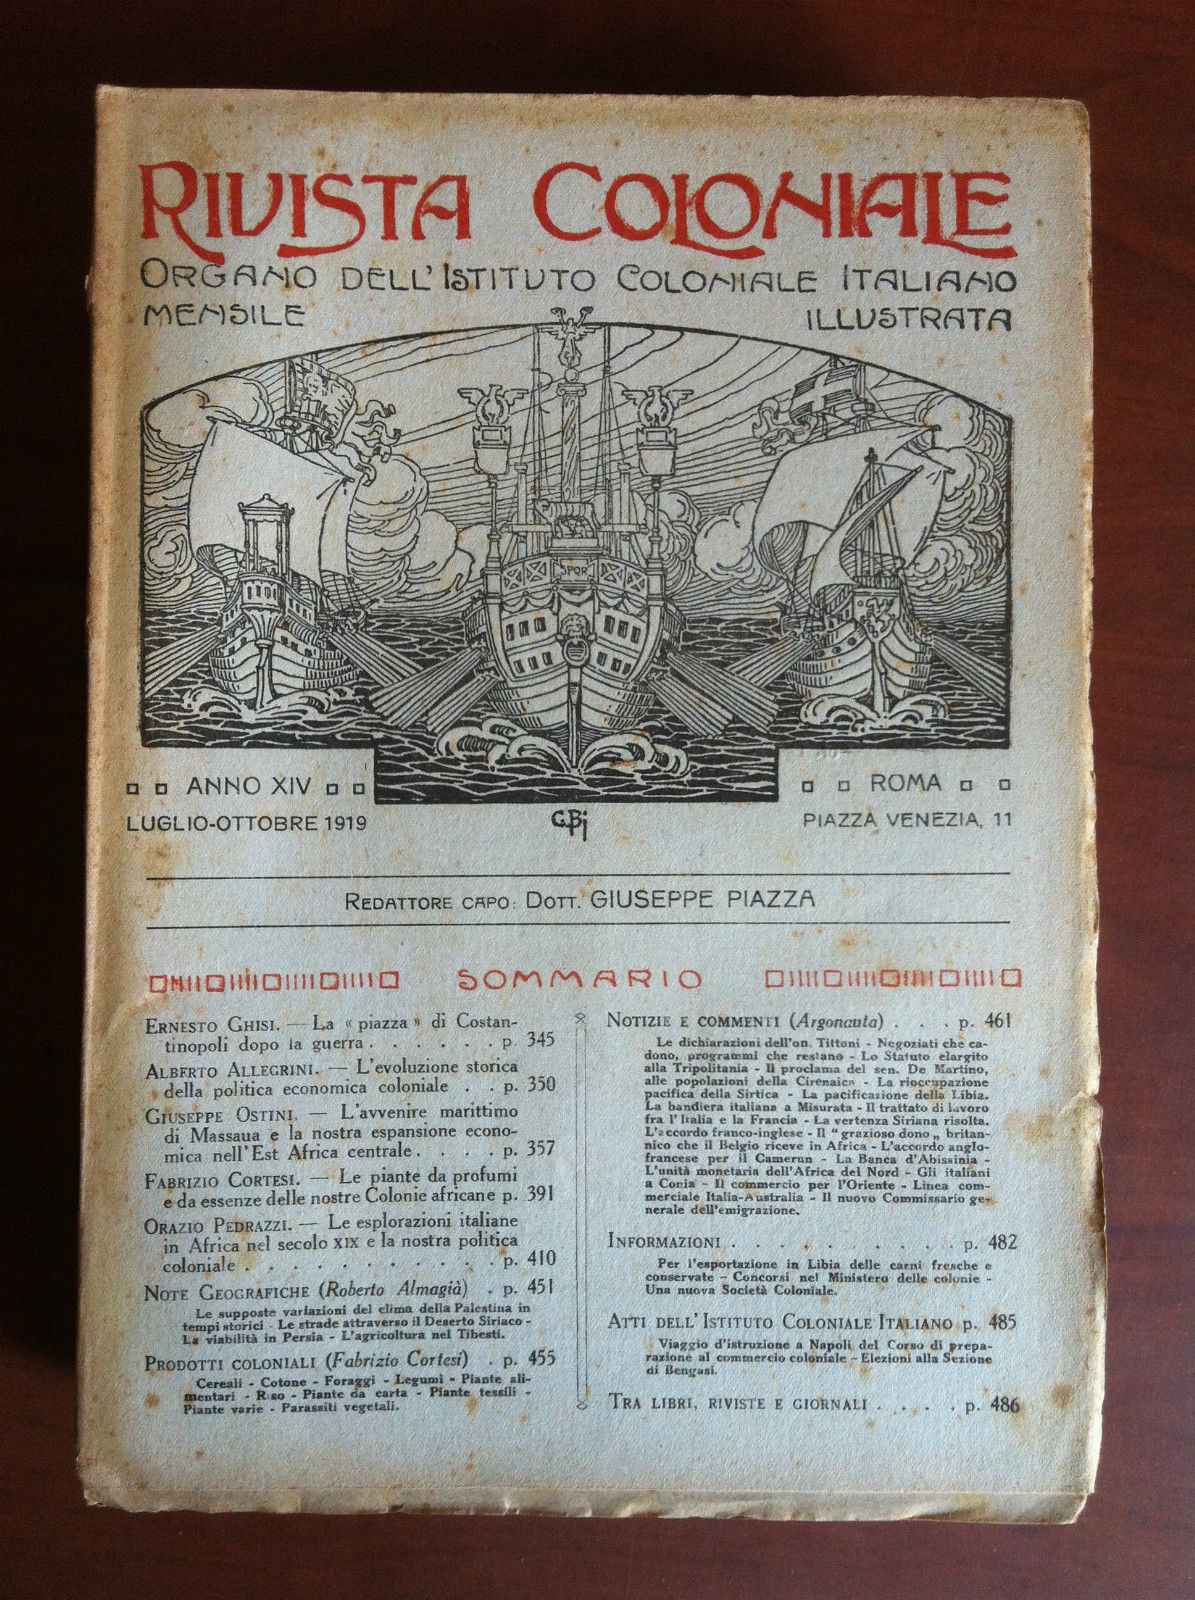 RIVISTA COLONIALE
ORGANO DELL'ISTITUTO COLONIALE ITALIANO
MENSILE ILLUSTRATA
SPQR
ANNO XIV
LUGLIO-OTTOBRE 1919
GBj
ROMA
PIAZZA VENEZIA, 11
REDATTORE CAPO: DOTT. GIUSEPPE PIAZZA
SOMMARIO
ERNESTO GHISI. — La « piazza » di Costan-
tinopoli dopo la guerra . . . . . . p. 345
ALBERTO ALLEGRINI. — L'evoluzione storica
della politica economica coloniale . . p. 350
GIUSEPPE OSTINI. — L'avvenire marittimo
di Massaua e la nostra espansione econo-
mica nell'Est Africa centrale . . . . p. 357
FABRIZIO CORTESI. — Le piante da profumi
e da essenze delle nostre Colonie africane p. 391
ORAZIO PEDRAZZI. — Le esplorazioni italiane
in Africa nel secolo XIX e la nostra politica
coloniale . . . . . . . . . . . p. 410
NOTE GEOGRAFICHE (Roberto Almagià) . p. 451
Le supposte variazioni del clima della Palestina in
tempi storici - Le strade attraverso il Deserto Siriaco -
La viabilità in Persia - L'agricoltura nel Tibesti.
PRODOTTI COLONIALI (Fabrizio Cortesi) . p. 455
Cereali - Cotone - Foraggi - Legumi - Piante ali-
mentari - Riso - Piante da carta - Piante tessili -
Piante varie - Parassiti vegetali.
NOTIZIE E COMMENTI (Argonauta) . . . p. 461
Le dichiarazioni dell'on. Tittoni - Negoziati che ca-
dono, programmi che restano - Lo Statuto elargito
alla Tripolitania - Il proclama del sen. De Martino,
alle popolazioni della Cirenaica - La rioccupazione
pacifica della Sirtica - La pacificazione della Libia.
La bandiera italiana a Misurata - Il trattato di lavoro
fra l'Italia e la Francia - La vertenza Siriana risolta.
L'accordo franco-inglese - Il " grazioso dono „ britan-
nico che il Belgio riceve in Africa - L'accordo anglo-
francese per il Camerun - La Banca d'Abissinia -
L'unità monetaria dell'Africa del Nord - Gli italiani
a Conia - Il commercio per l'Oriente - Linea com-
merciale Italia-Australia - Il nuovo Commissario ge-
nerale dell'emigrazione.
INFORMAZIONI . . . . . . . . . . . p. 482
Per l'esportazione in Libia delle carni fresche e
conservate - Concorsi nel Ministero delle colonie -
Una nuova Società Coloniale.
ATTI DELL'ISTITUTO COLONIALE ITALIANO p. 485
Viaggio d'istruzione a Napoli del Corso di prepa-
razione al commercio coloniale - Elezioni alla Sezione
di Bengasi.
TRA LIBRI, RIVISTE E GIORNALI . . . . p. 486